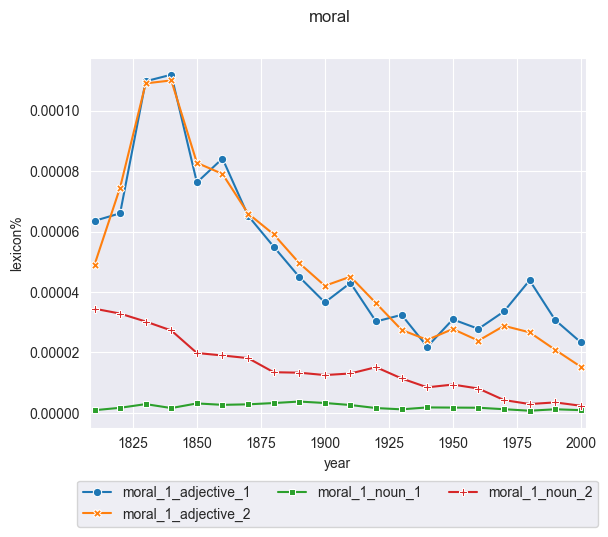 moral
0.00010
0.00008
0.00006
0.00004
0.00002
0.00000
lexicon%
1825 1850 1875 1900 1925 1950 1975 2000
year
moral_1_adjective_1 moral_1_noun_1 moral_1_noun_2
moral_1_adjective_2